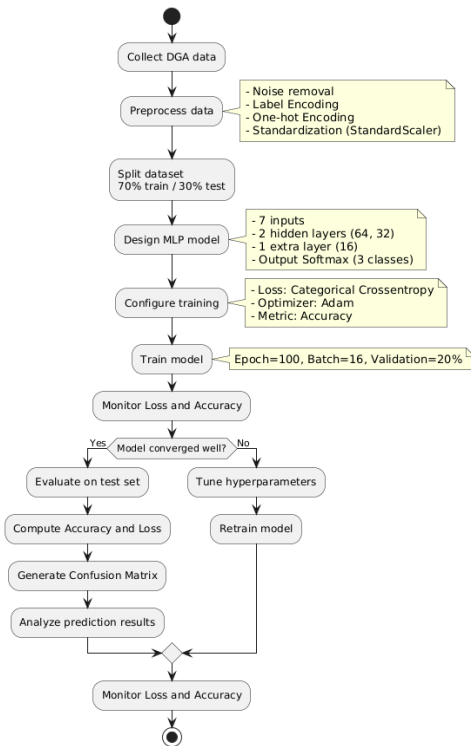 Collect DGA data
Preprocess data
- Noise removal
- Label Encoding
- One-hot Encoding
- Standardization (StandardScaler)
Split dataset
70% train / 30% test
Design MLP model
- 7 inputs
- 2 hidden layers (64, 32)
- 1 extra layer (16)
- Output Softmax (3 classes)
Configure training
- Loss: Categorical Crossentropy
- Optimizer: Adam
- Metric: Accuracy
Train model
Epoch=100, Batch=16, Validation=20%
Monitor Loss and Accuracy
Yes
Model converged well?
No
Evaluate on test set
Compute Accuracy and Loss
Generate Confusion Matrix
Analyze prediction results
Tune hyperparameters
Retrain model
Monitor Loss and Accuracy